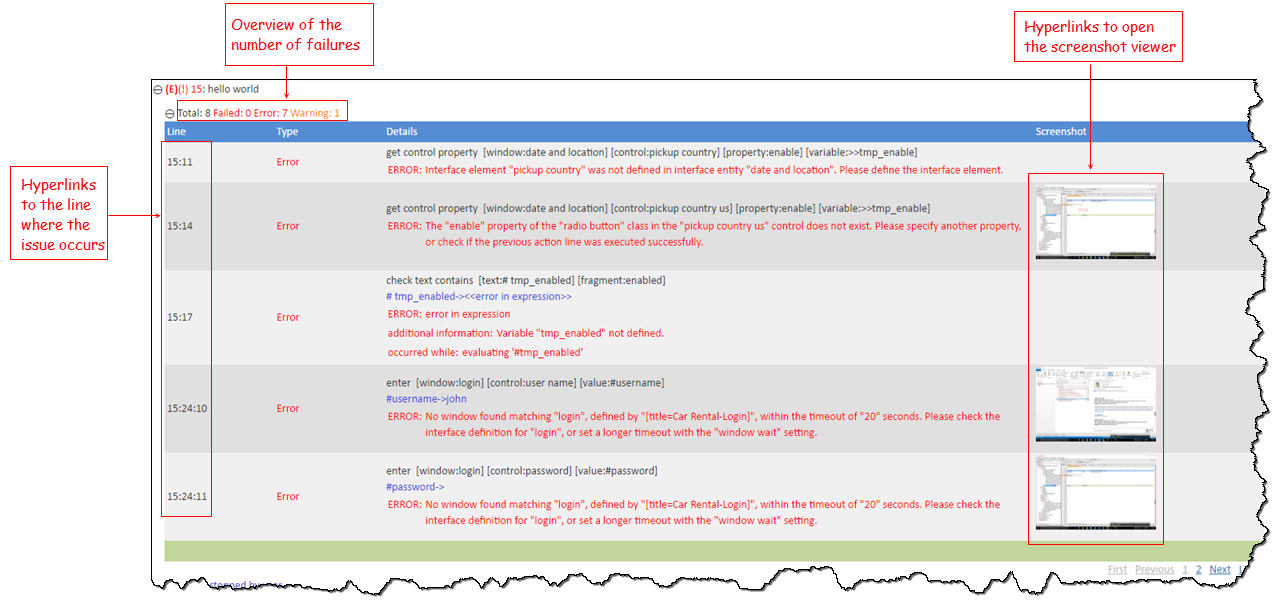 Overview of the
number of failures
Hyperlinks to open
the screenshot viewer
(E)(!) 15: hello world
Total: 8 Failed: 0 Error: 7 Warning: 1
Line Type Details Screenshot
Hyperlinks
to the line
where the
issue occurs
15:11 Error
get control property [window:date and location] [control:pickup country] [property:enable] [variable:>>tmp_enable]
ERROR: Interface element "pickup country" was not defined in interface entity "date and location". Please define the interface element.
15:14 Error
get control property [window:date and location] [control:pickup country us] [property:enable] [variable:>>tmp_enable]
ERROR: The "enable" property of the "radio button" class in the "pickup country us" control does not exist. Please specify another property,
or check if the previous action line was executed successfully.
15:17 Error
check text contains [text:# tmp_enabled] [fragment:enabled]
# tmp_enabled-><<error in expression>>
ERROR: error in expression
additional information: Variable "tmp_enabled" not defined.
occurred while: evaluating '#tmp_enabled'
15:24:10 Error
enter [window:login] [control:user name] [value:#username]
#username->john
ERROR: No window found matching "login", defined by "[title=Car Rental-Login]", within the timeout of "20" seconds. Please check the
interface definition for "login", or set a longer timeout with the "window wait" setting.
15:24:11 Error
enter [window:login] [control:password] [value:#password]
#password->
ERROR: No window found matching "login", defined by "[title=Car Rental-Login]", within the timeout of "20" seconds. Please check the
interface definition for "login", or set a longer timeout with the "window wait" setting.
First Previous 1 2 Next